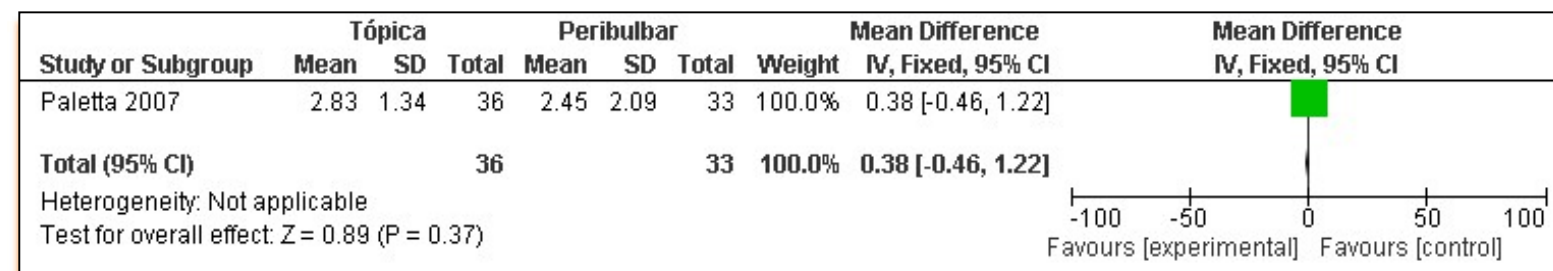 Tópica Peribulbar Mean Difference Mean Difference
Study or Subgroup Mean SD Total Mean SD Total Weight IV, Fixed, 95% CI IV, Fixed, 95% CI
Paletta 2007 2.83 1.34 36 2.45 2.09 33 100.0% 0.38 [-0.46, 1.22]
Total (95% CI) 36 33 100.0% 0.38 [-0.46, 1.22]
Heterogeneity: Not applicable
Test for overall effect: Z = 0.89 (P = 0.37)
-100 -50 0 50 100
Favours [experimental] Favours [control]